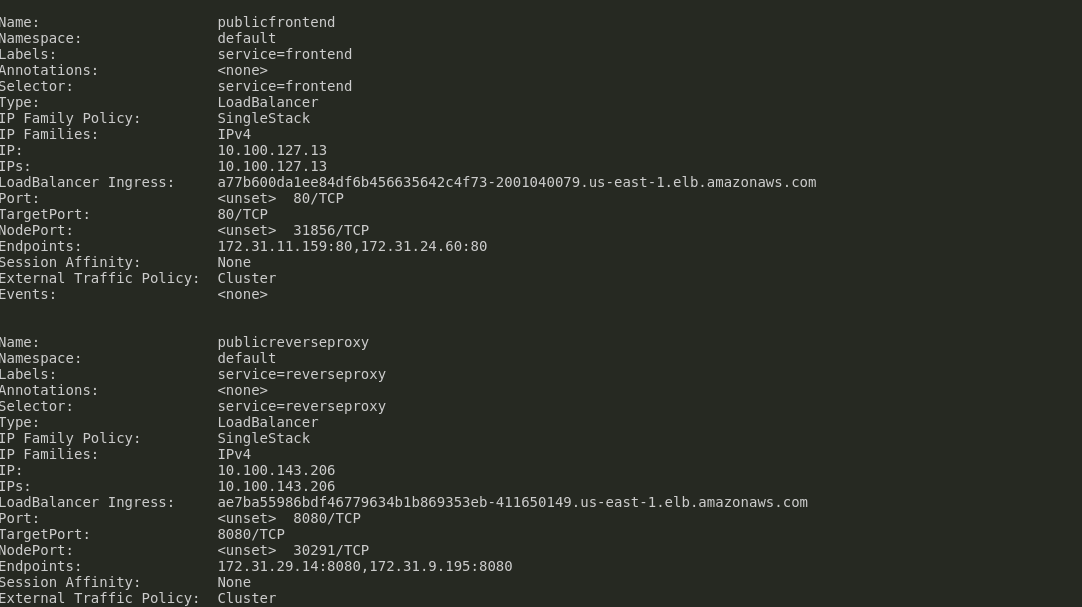 Name:                     publicfrontend
Namespace:                default
Labels:                   service=frontend
Annotations:              <none>
Selector:                 service=frontend
Type:                     LoadBalancer
IP Family Policy:         SingleStack
IP Families:              IPv4
IP:                       10.100.127.13
IPs:                      10.100.127.13
LoadBalancer Ingress:     a77b600da1ee84df6b456635642c4f73-2001040079.us-east-1.elb.amazonaws.com
Port:                     <unset>  80/TCP
TargetPort:               80/TCP
NodePort:                 <unset>  31856/TCP
Endpoints:                172.31.11.159:80,172.31.24.60:80
Session Affinity:         None
External Traffic Policy:  Cluster
Events:                   <none>
Name:                     publicreverseproxy
Namespace:                default
Labels:                   service=reverseproxy
Annotations:              <none>
Selector:                 service=reverseproxy
Type:                     LoadBalancer
IP Family Policy:         SingleStack
IP Families:              IPv4
IP:                       10.100.143.206
IPs:                      10.100.143.206
LoadBalancer Ingress:     ae7ba55986bdf46779634b1b869353eb-411650149.us-east-1.elb.amazonaws.com
Port:                     <unset>  8080/TCP
TargetPort:               8080/TCP
NodePort:                 <unset>  30291/TCP
Endpoints:                172.31.29.14:8080,172.31.9.195:8080
Session Affinity:         None
External Traffic Policy:  Cluster